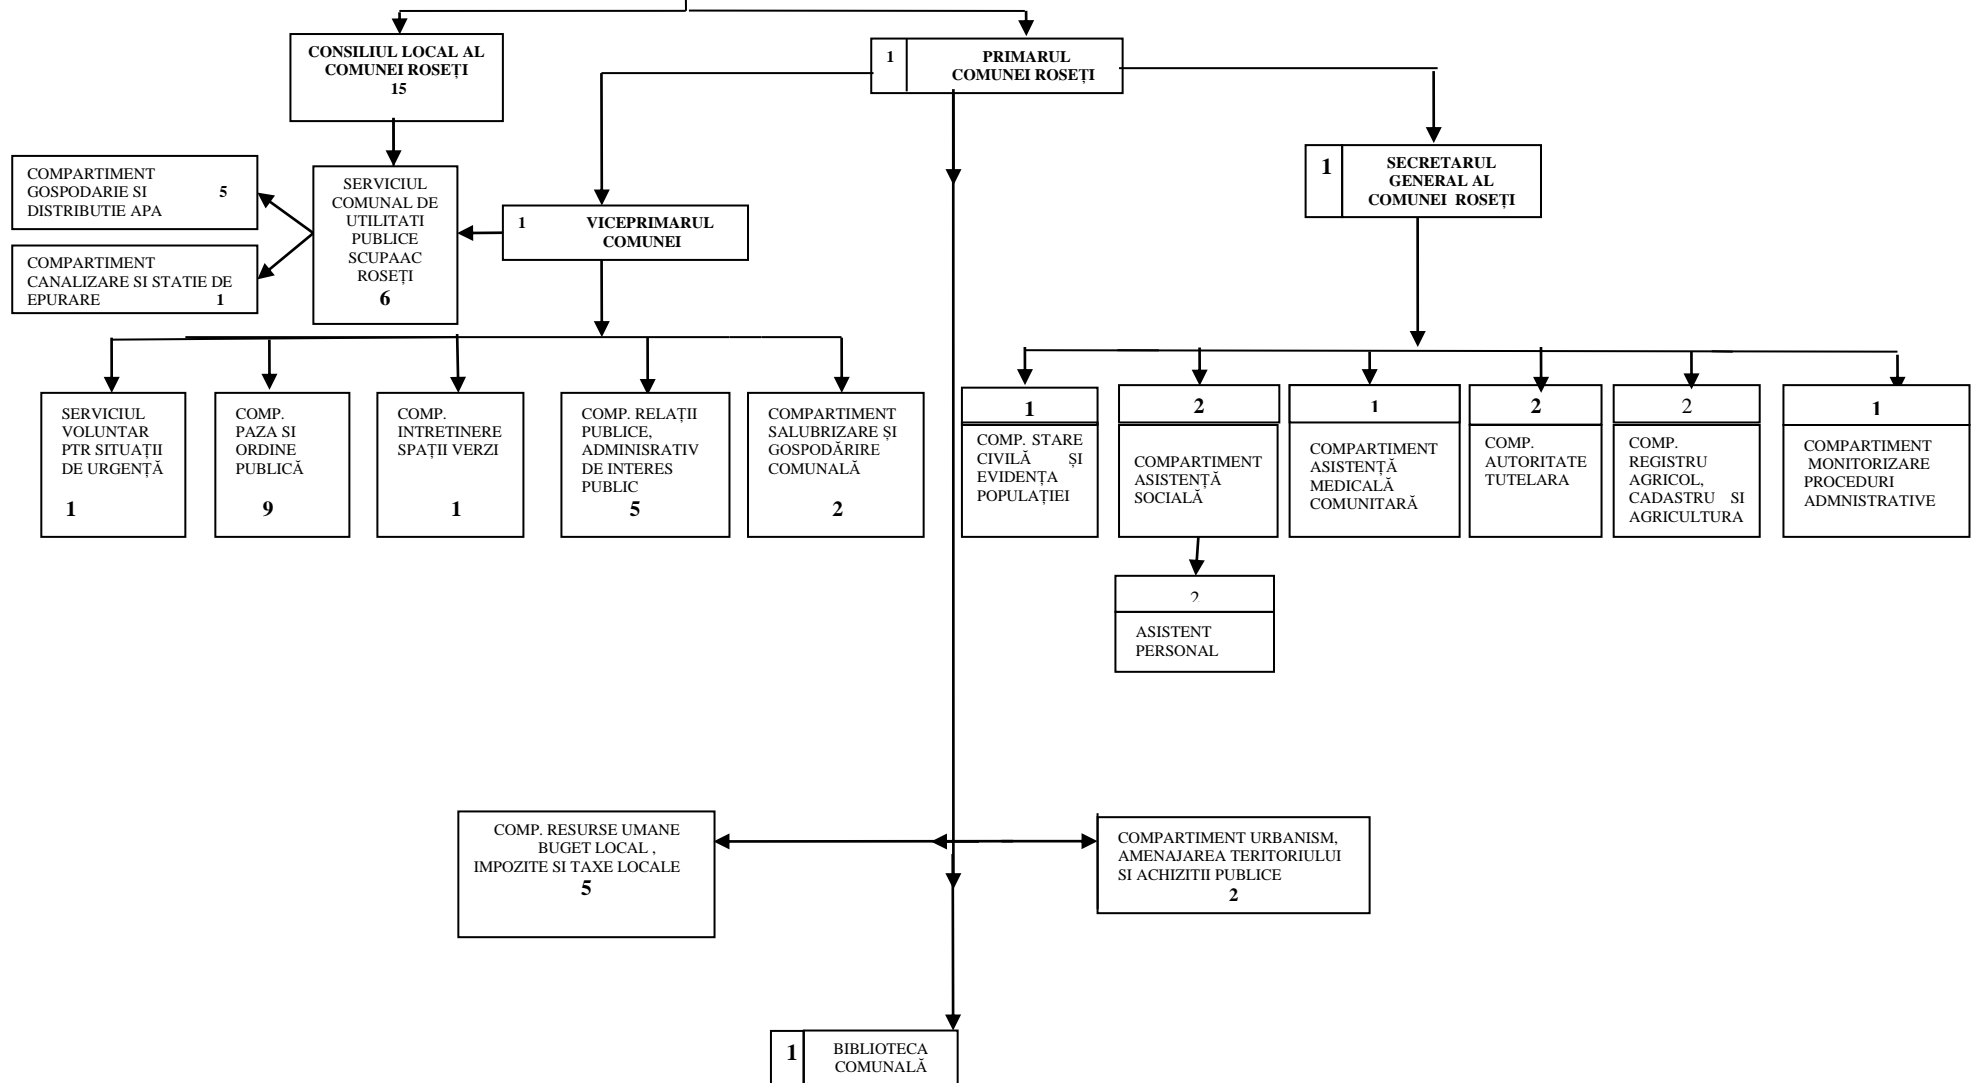 CONSILIUL LOCAL AL
COMUNEI ROSEȚI
15
1
PRIMARUL
COMUNEI ROSEȚI
COMPARTIMENT
GOSPODARIE SI 5
DISTRIBUTIE APA
COMPARTIMENT
CANALIZARE SI STATIE DE
EPURARE 1
SERVICIUL
COMUNAL DE
UTILITATI
PUBLICE
SCUPAAC
ROSEȚI
6
1 VICEPRIMARUL
COMUNEI
1
SECRETARUL
GENERAL AL
COMUNEI ROSEȚI
SERVICIUL
VOLUNTAR
PTR SITUAȚII
DE URGENȚĂ
1
COMP.
PAZA SI
ORDINE
PUBLICĂ
9
COMP.
INTRETINERE
SPAȚII VERZI
1
COMP. RELAȚII
PUBLICE,
ADMINISRATIV
DE INTERES
PUBLIC
5
COMPARTIMENT
SALUBRIZARE ȘI
GOSPODĂRIRE
COMUNALĂ
2
1
COMP. STARE
CIVILĂ ȘI
EVIDENȚA
POPULAȚIEI
2
COMPARTIMENT
ASISTENȚĂ
SOCIALĂ
1
COMPARTIMENT
ASISTENȚĂ
MEDICALĂ
COMUNITARĂ
2
COMP.
AUTORITATE
TUTELARA
2
COMP.
REGISTRU
AGRICOL,
CADASTRU SI
AGRICULTURA
1
COMPARTIMENT
MONITORIZARE
PROCEDURI
ADMNISTRATIVE
2
ASISTENT
PERSONAL
COMP. RESURSE UMANE
BUGET LOCAL ,
IMPOZITE SI TAXE LOCALE
5
COMPARTIMENT URBANISM,
AMENAJAREA TERITORIULUI
SI ACHIZITII PUBLICE
2
1
BIBLIOTECA
COMUNALĂ